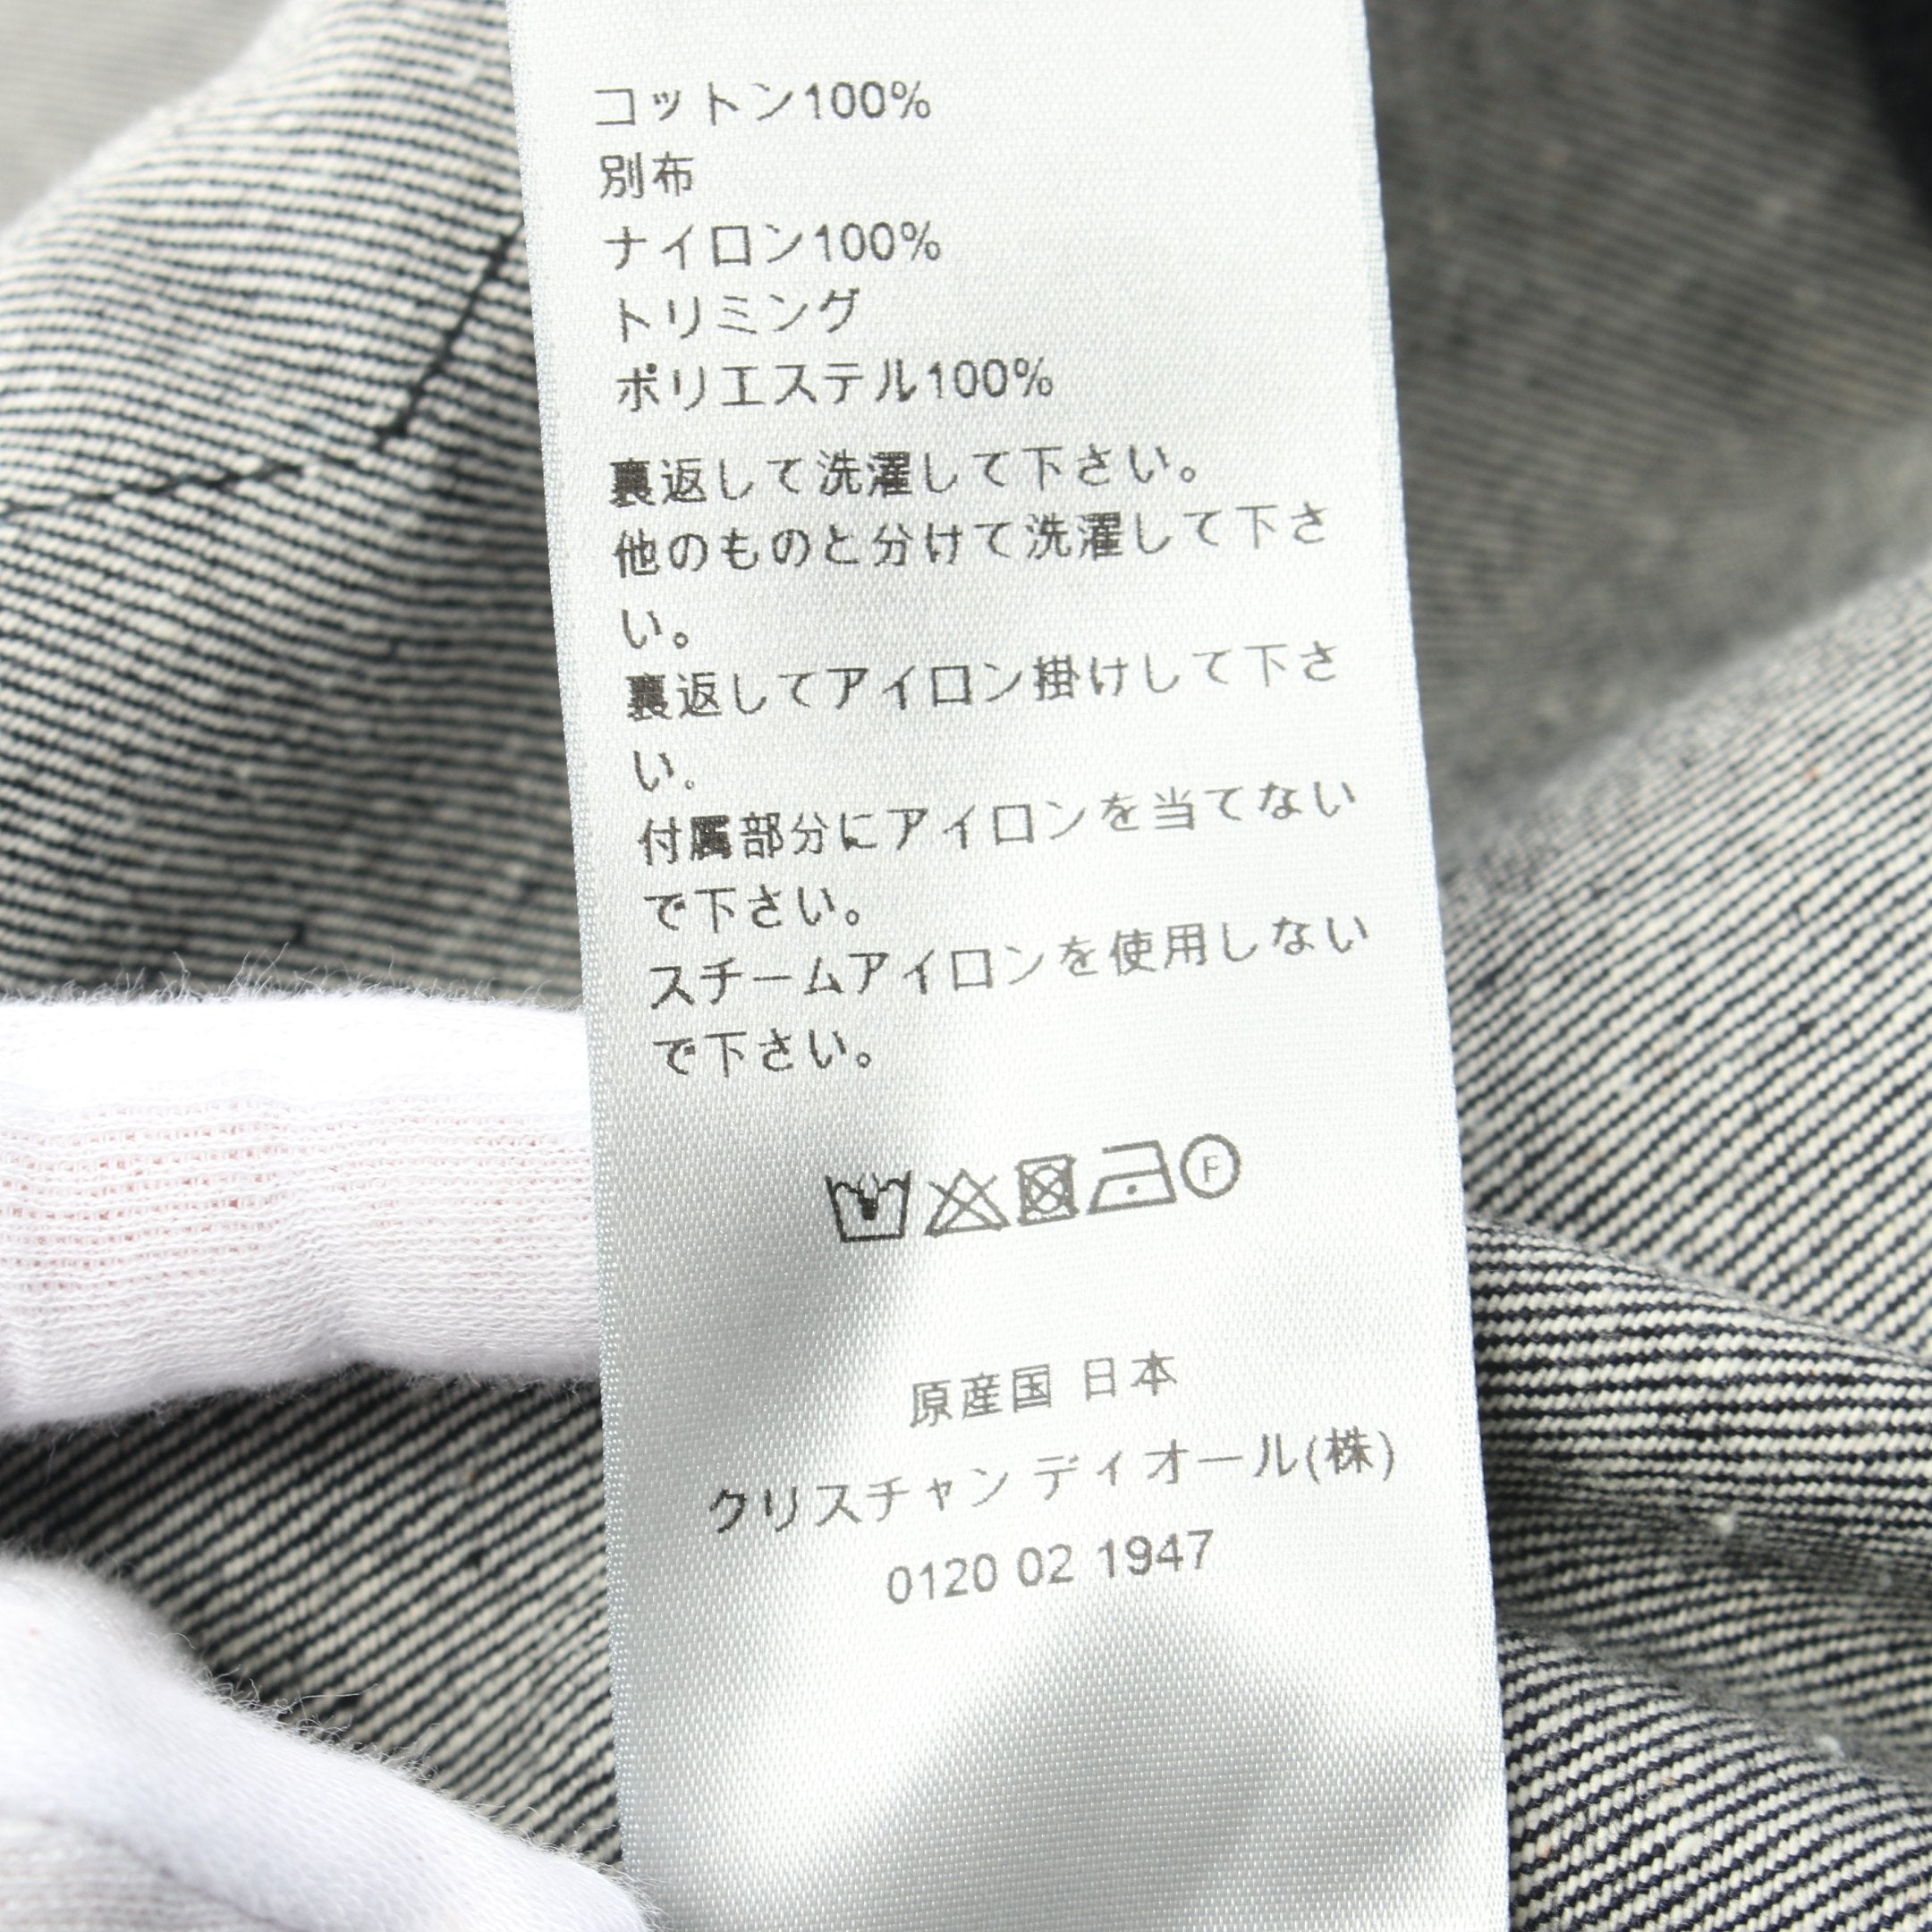 コットン100%
別布
ナイロン100%
トリミング
ポリエステル100%
裏返して洗濯して下さい。
他のものと分けて洗濯して下さ
い。
裏返してアイロン掛けして下さ
い。
付属部分にアイロンを当てない
で下さい。
スチームアイロンを使用しない
で下さい。
F
原産国 日本
クリスチャン ディオール(株)
0120 02 1947